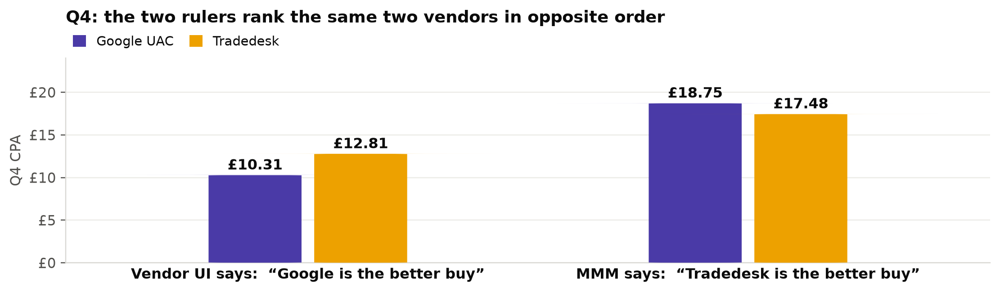 Q4: the two rulers rank the same two vendors in opposite order
Google UAC
Tradedesk
Q4 CPA
£20
£15
£10
£5
£0
£10.31
£12.81
£18.75
£17.48
Vendor UI says: “Google is the better buy”
MMM says: “Tradedesk is the better buy”